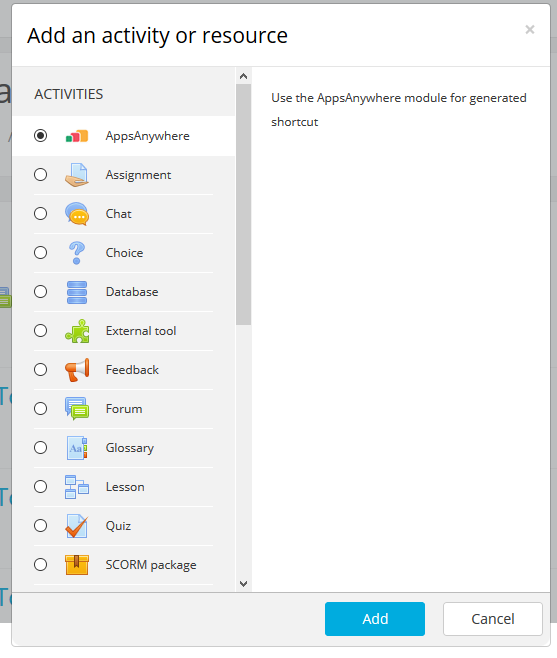 Add an activity or resource
×
ACTIVITIES
AppsAnywhere
Assignment
Chat
Choice
Database
External tool
Feedback
Forum
Aa
Glossary
Lesson
Quiz
SCORM package
Use the AppsAnywhere module for generated
shortcut
Add
Cancel